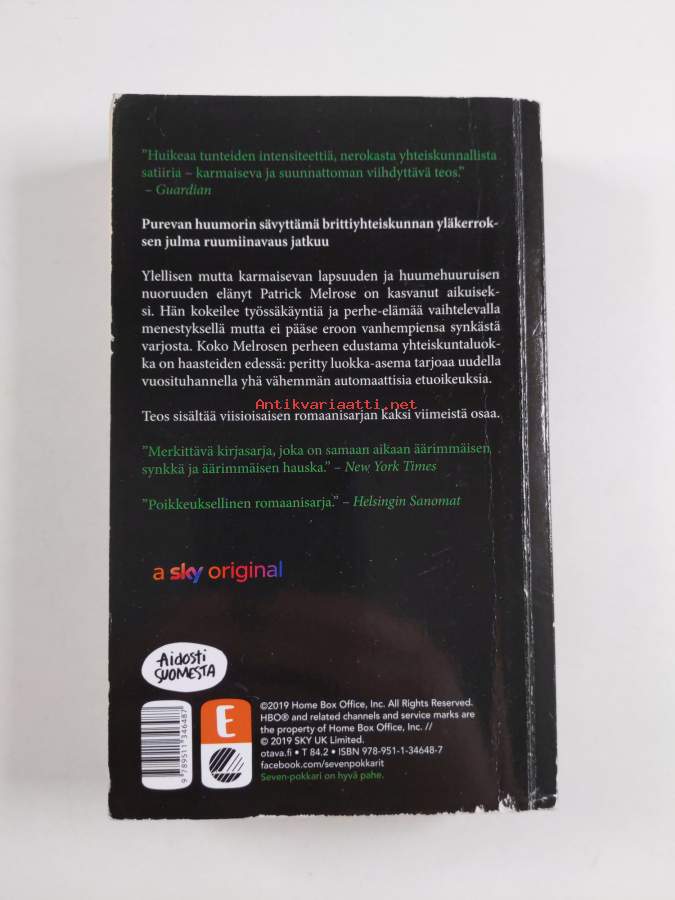 ”Huikeaa tunteiden intensiteettiä, nerokasta yhteiskunnallista
satiiria – karmaiseva ja suunnattoman viihdyttävä teos.”
– Guardian
Purevan huumorin sävyttämä brittiyhteiskunnan yläkerrok-
sen julma ruumiinavaus jatkuu
Ylellisen mutta karmaisevan lapsuuden ja huumehuuruisen
nuoruuden elänyt Patrick Melrose on kasvanut aikuisek-
si. Hän kokeilee työssäkäyntiä ja perhe-elämää vaihtelevalla
menestyksellä mutta ei pääse eroon vanhempiensa synkästä
varjosta. Koko Melrosen perheen edustama yhteiskuntaluok-
ka on haasteiden edessä: peritty luokka-asema tarjoaa uudella
vuosituhannella yhä vähemmän automaattisia etuoikeuksia.
Antikvariaatti.net
Teos sisältää viisioisaisen romaanisarjan kaksi viimeistä osaa.
”Merkittävä kirjasarja, joka on samaan aikaan äärimmäisen
synkkä ja äärimmäisen hauska.” – New York Times
”Poikkeuksellinen romaanisarja.” – Helsingin Sanomat
a sky original
Aidosti
SUOMESTA
9789511346487
E
©2019 Home Box Office, Inc. All Rights Reserved.
HBO® and related channels and service marks are
the property of Home Box Office, Inc. //
© 2019 SKY UK Limited.
otava.fi • T 84.2 • ISBN 978-951-1-34648-7
facebook.com/sevenpokkarit
Seven-pokkari on hyvä pahe.